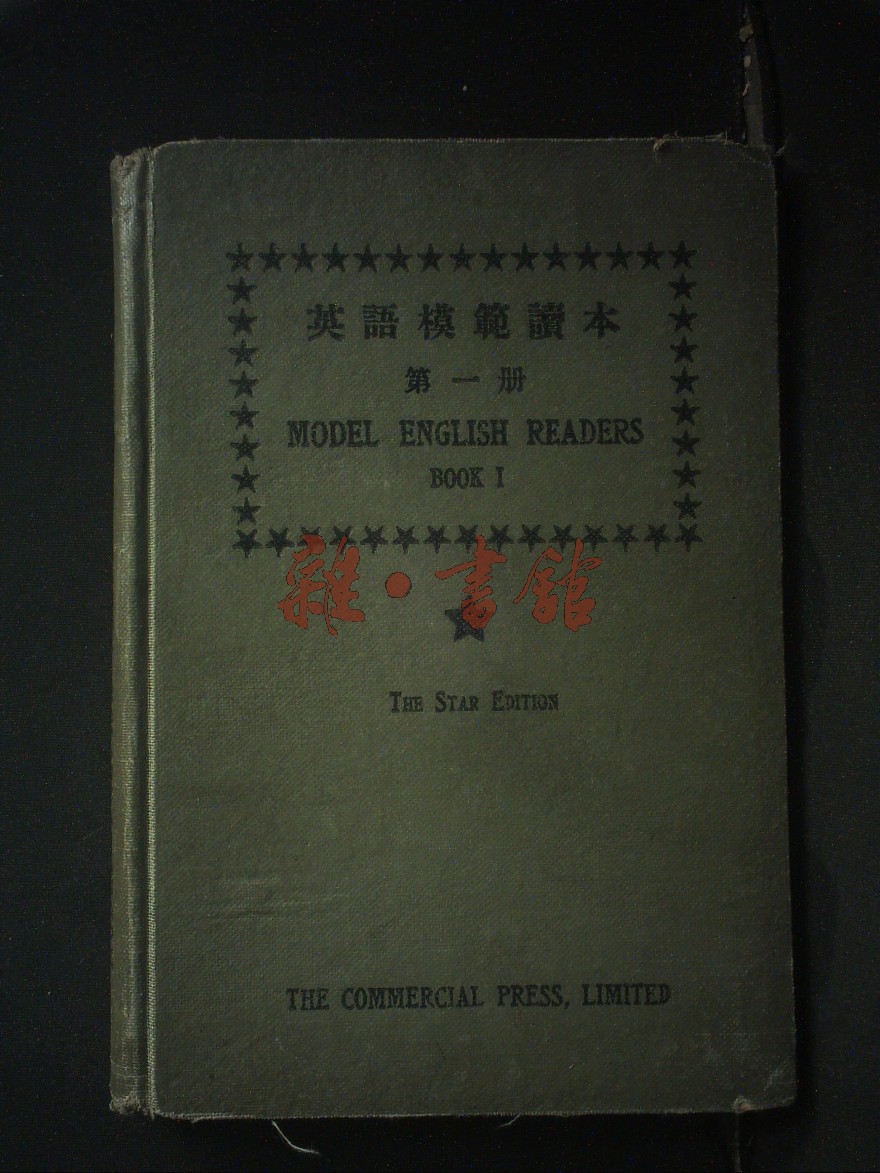 英語模範讀本
第一册
MODEL ENGLISH READERS
BOOK I
雜·書館
THE STAR EDITION
THE COMMERCIAL PRESS, LIMITED